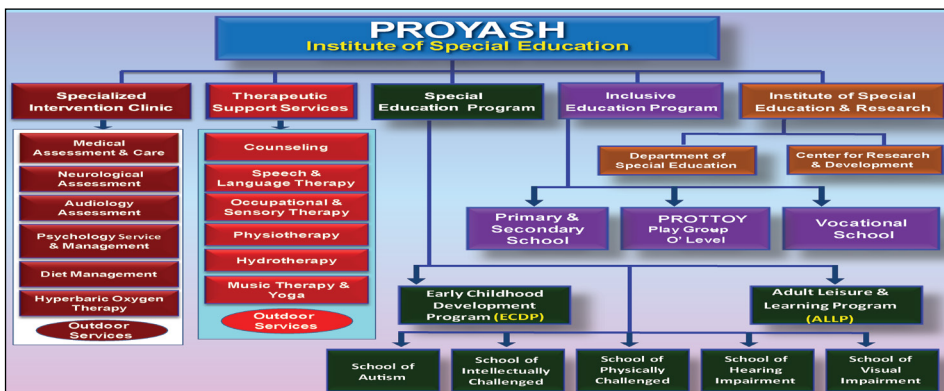 PROYASH
Institute of Special Education
Specialized
Intervention Clinic
Therapeutic
Support Services
Special
Education Program
Inclusive
Education Program
Institute of Special
Education & Research
Medical
Assessment & Care
Neurological
Assessment
Audiology
Assessment
Psychology Service
& Management
Diet Management
Hyperbaric Oxygen
Therapy
Outdoor
Services
Counseling
Speech &
Language Therapy
Occupational &
Sensory Therapy
Physiotherapy
Hydrotherapy
Music Therapy &
Yoga
Outdoor
Services
Department of
Special Education
Center for Research
& Development
Primary &
Secondary
School
PROTTOY
Play Group
O' Level
Vocational
School
Early Childhood
Development
Program (ECDP)
Adult Leisure &
Learning Program
(ALLP)
School of
Autism
School of
Intellectually
Challenged
School of
Physically
Challenged
School of
Hearing
Impairment
School of
Visual
Impairment